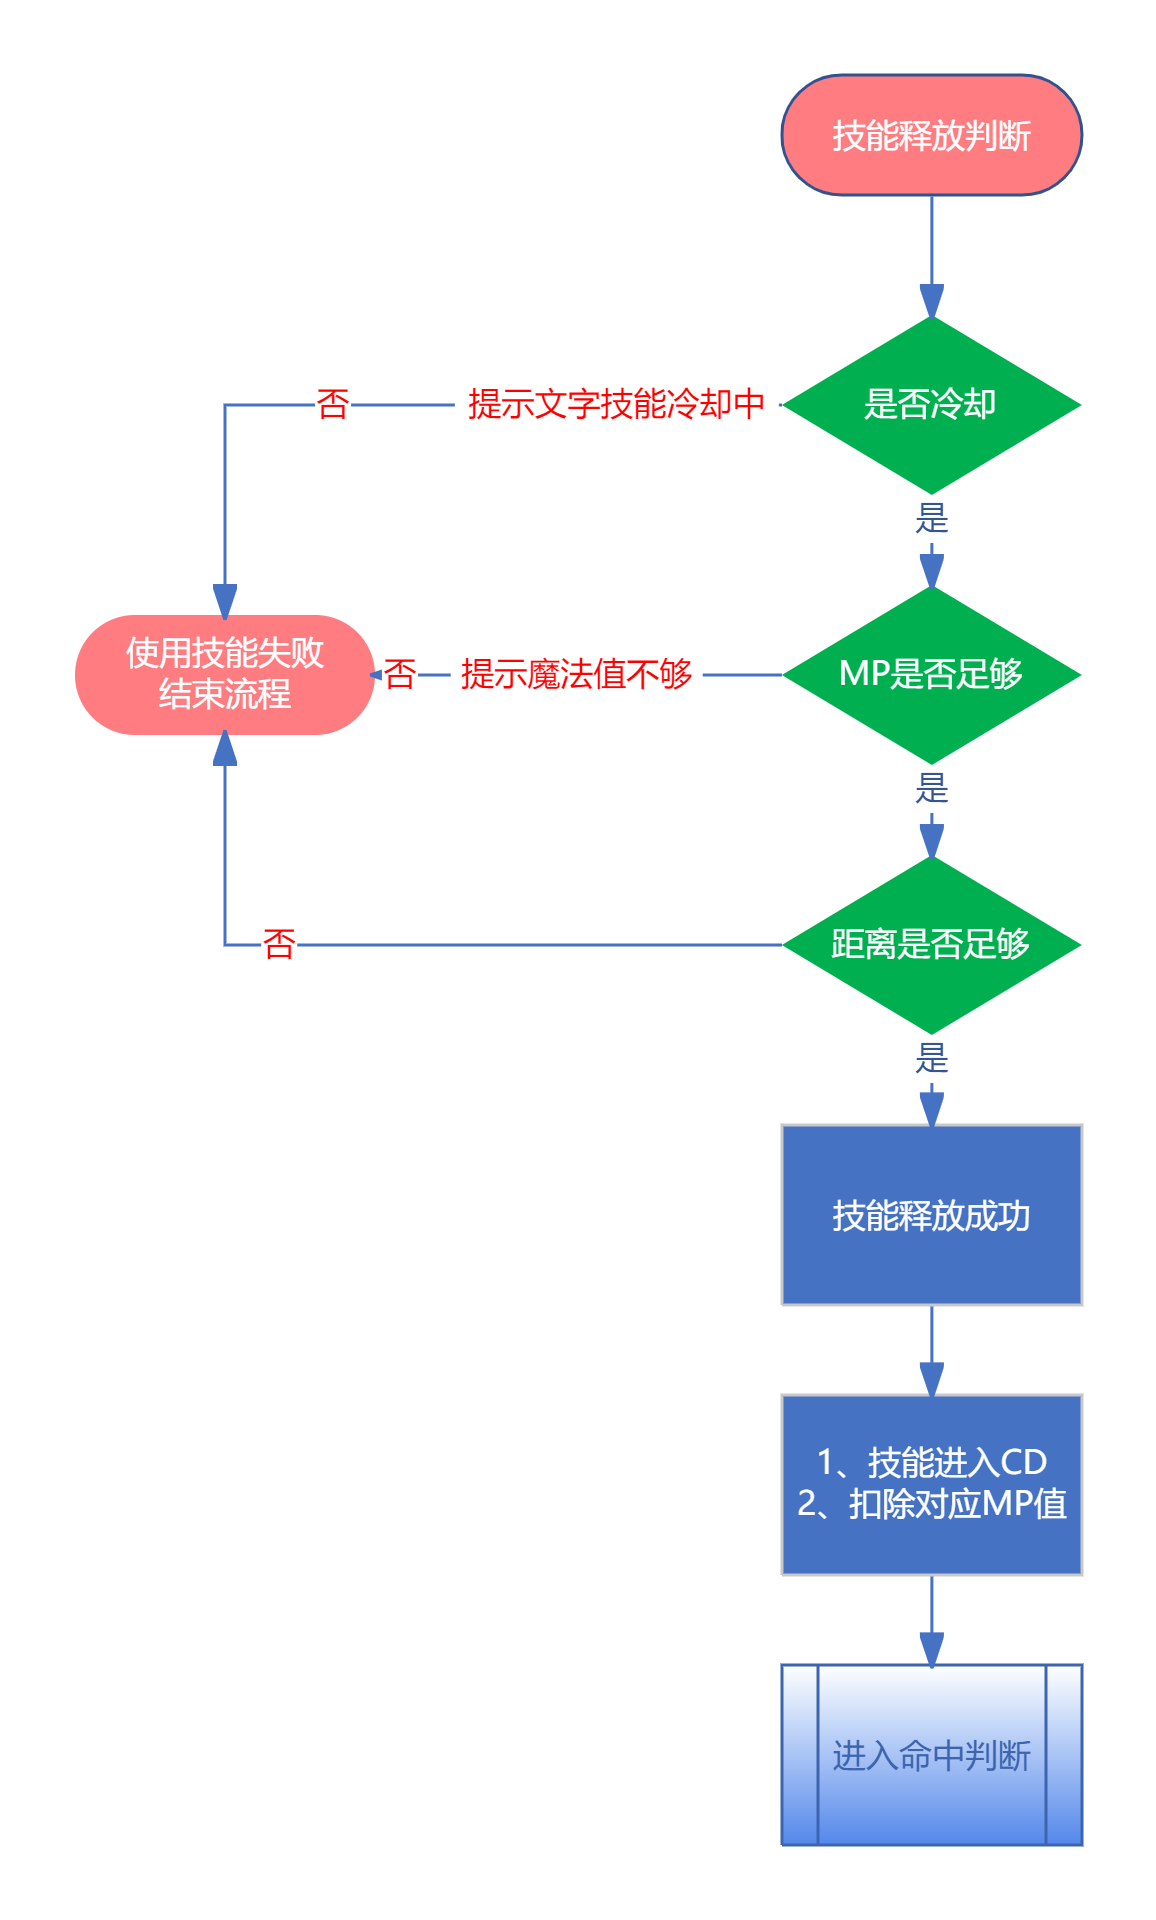 技能释放判断
是否冷却
提示文字技能冷却中
否
是
MP是否足够
提示魔法值不够
否
使用技能失败
结束流程
是
距离是否足够
否
是
技能释放成功
1、技能进入CD
2、扣除对应MP值
进入命中判断